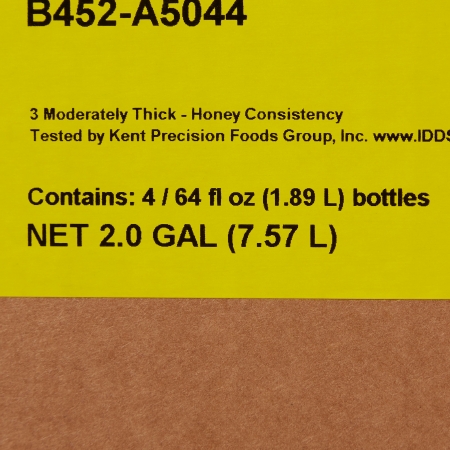 B452-A5044
3 Moderately Thick - Honey Consistency
Tested by Kent Precision Foods Group, Inc. www.IDDS
Contains: 4 / 64 fl oz (1.89 L) bottles
NET 2.0 GAL (7.57 L)